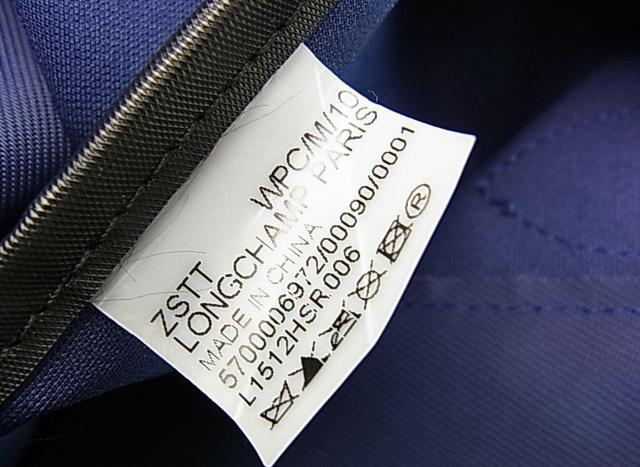 ZSTT WPC/M/10
LONGCHAMP PARIS
MADE IN CHINA
5700006972/00090/0001
L1512HSR006
®